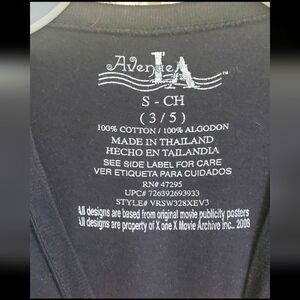 Avenue LA
™
S - CH
(3/5)
100% COTTON / 100% ALGODON
MADE IN THAILAND
HECHO EN TAILANDIA
SEE SIDE LABEL FOR CARE
VER ETIQUETA PARA CUIDADOS
RN# 47295
UPC# 726392693933
STYLE# VRSW328XEV3
All designs are based from original movie publicity posters
All designs are property of X one X Movie Archive Inc., 2006